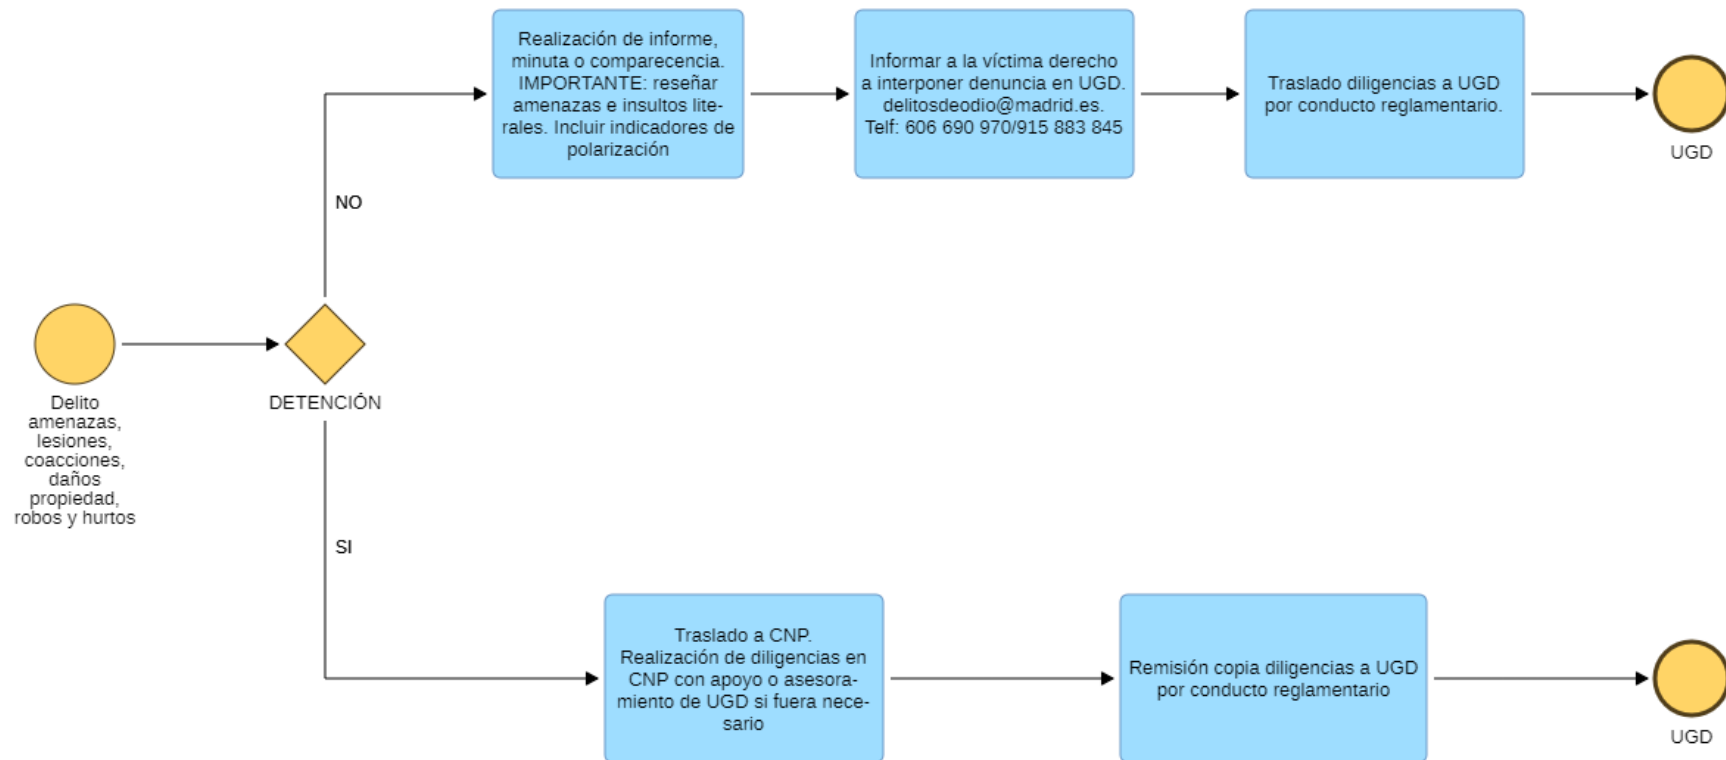 Realización de informe,
minuta o comparecencia.
IMPORTANTE: reseñar
amenazas e insultos lite-
rales. Incluir indicadores de
polarización
Informar a la víctima derecho
a interponer denuncia en UGD.
delitosdeodio@madrid.es.
Telf: 606 690 970/915 883 845
Traslado diligencias a UGD
por conducto reglamentario.
UGD
NO
Delito
amenazas,
lesiones,
coacciones,
daños
propiedad,
robos y hurtos
DETENCIÓN
SI
Traslado a CNP.
Realización de diligencias en
CNP con apoyo o asesora-
miento de UGD si fuera nece-
sario
Remisión copia diligencias a UGD
por conducto reglamentario
UGD